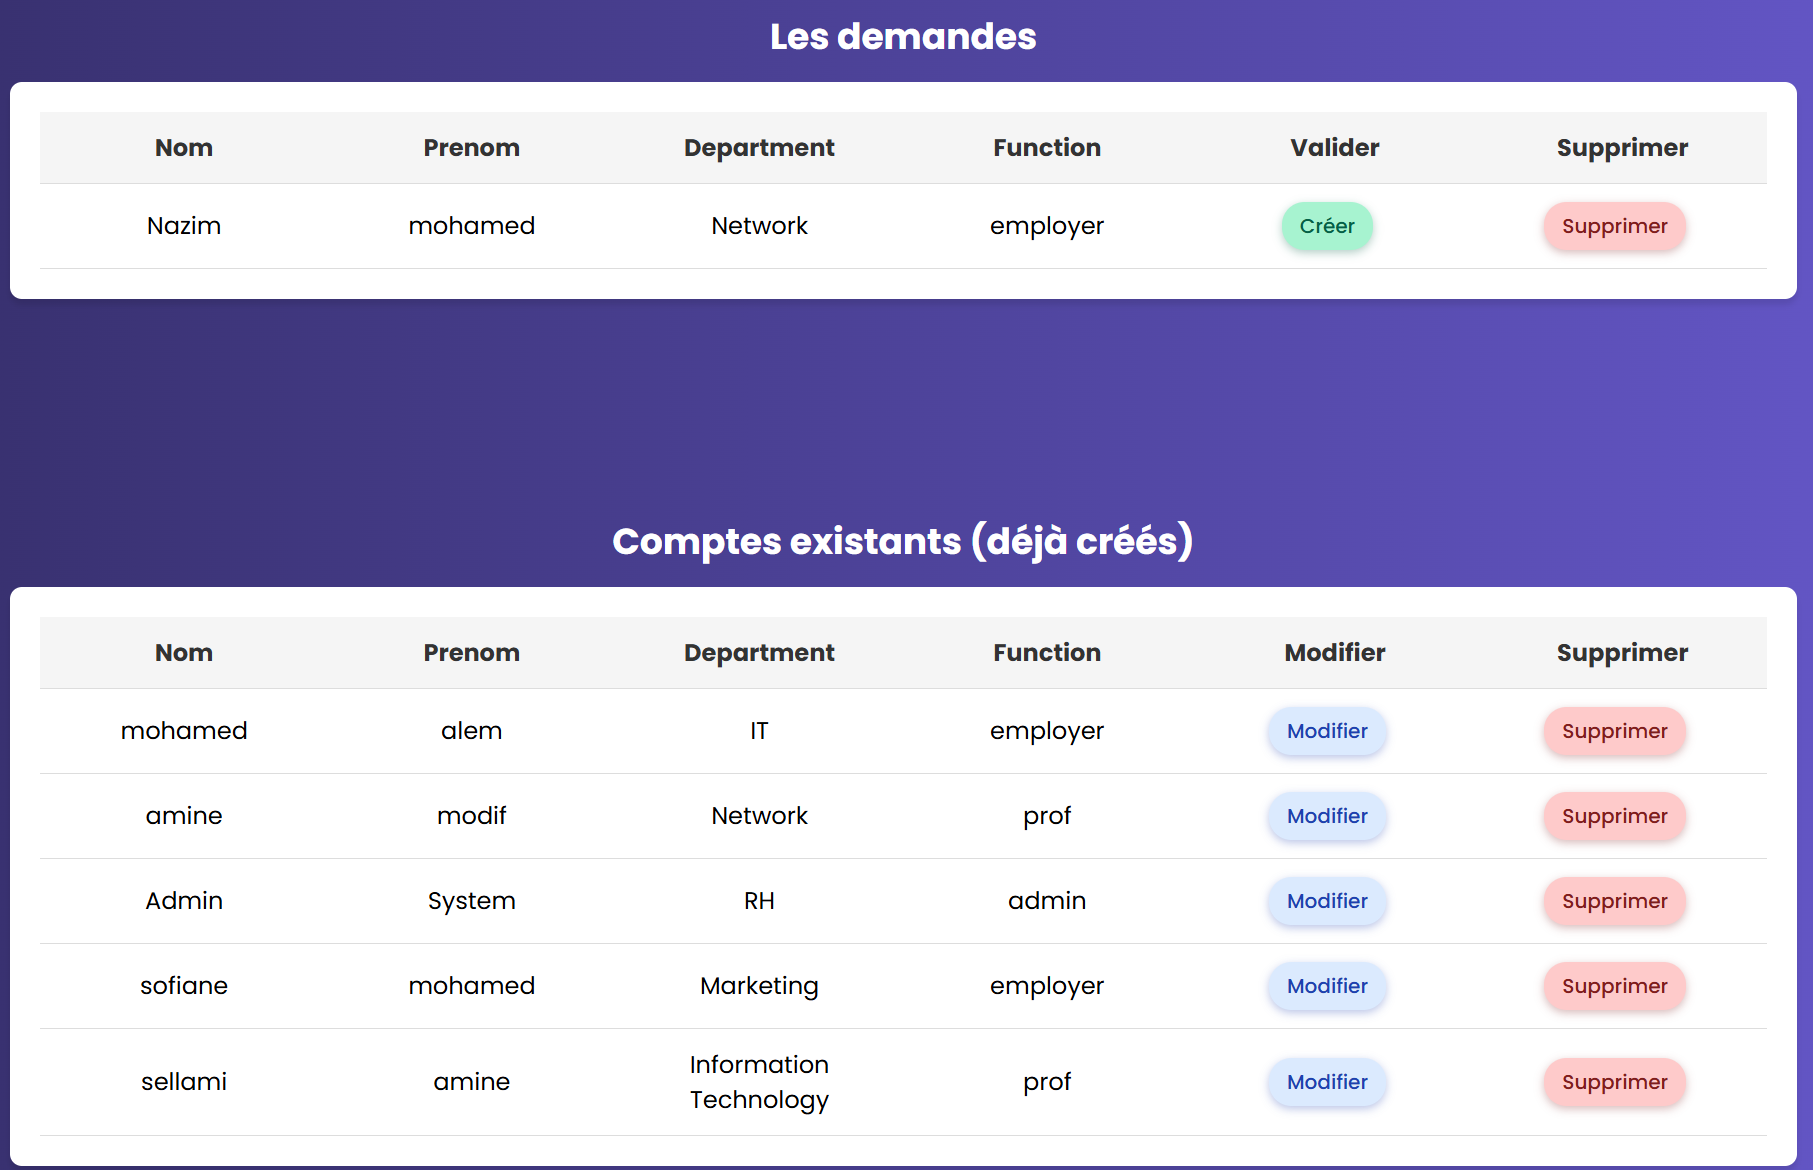 Les demandes
Nom Prenom Department Function Valider Supprimer
Nazim mohamed Network employer Créer Supprimer
Comptes existants (déjà créés)
Nom Prenom Department Function Modifier Supprimer
mohamed alem IT employer Modifier Supprimer
amine modif Network prof Modifier Supprimer
Admin System RH admin Modifier Supprimer
sofiane mohamed Marketing employer Modifier Supprimer
sellami amine Information Technology prof Modifier Supprimer